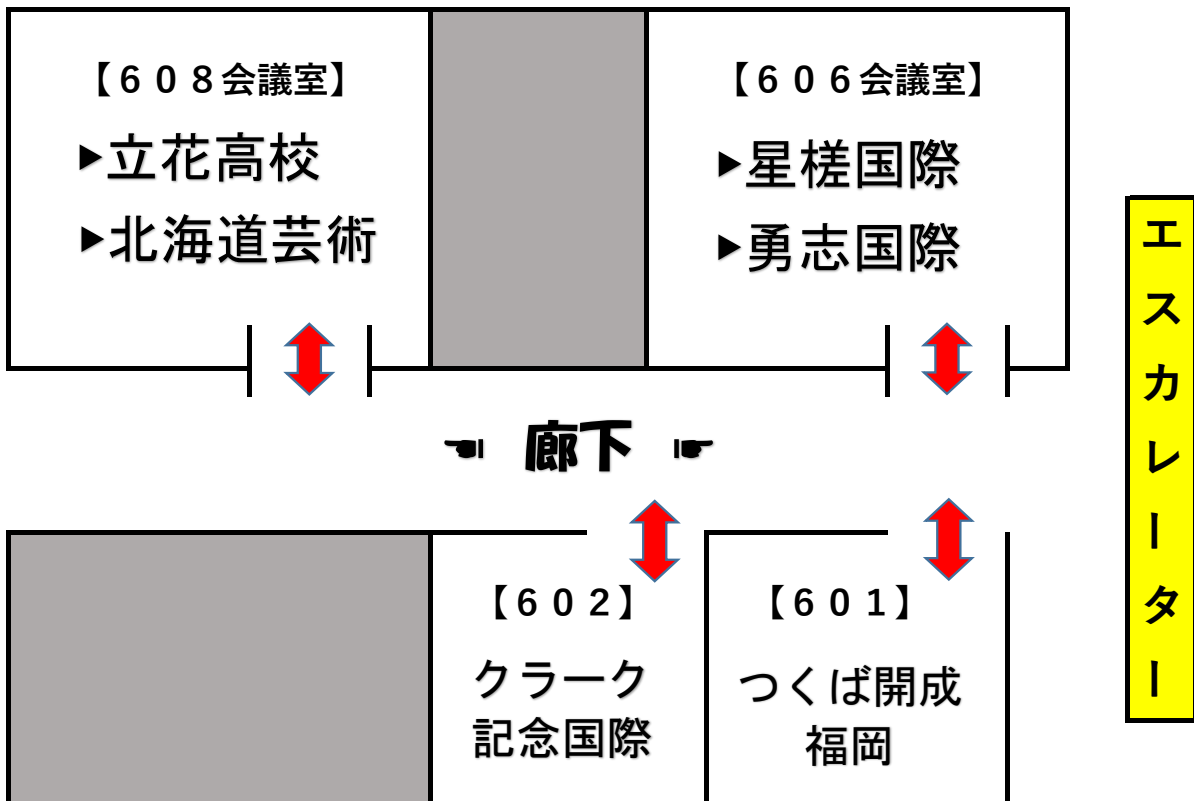 【６０８会議室】
▶立花高校
▶北海道芸術
【６０６会議室】
▶星槎国際
▶勇志国際
エスカレーター
☚ 廊下 ☛
【６０２】
クラーク
記念国際
【６０１】
つくば開成
福岡